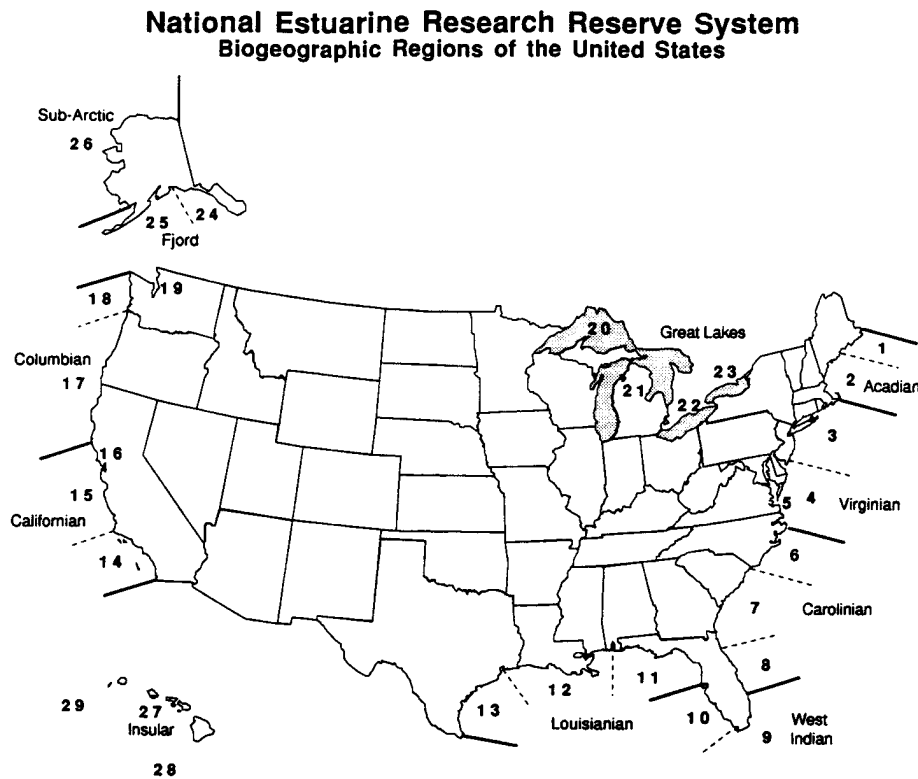 National Estuarine Research Reserve System
Biogeographic Regions of the United States
Sub-Arctic
26
25
24
Fjord
18
19
20
Great Lakes
1
Columbian
17
23
2
Acadian
21
22
3
16
15
Californian
5
4
Virginian
14
6
7
Carolinian
8
11
12
13
Louisianian
10
9
West
Indian
29
27
Insular
28